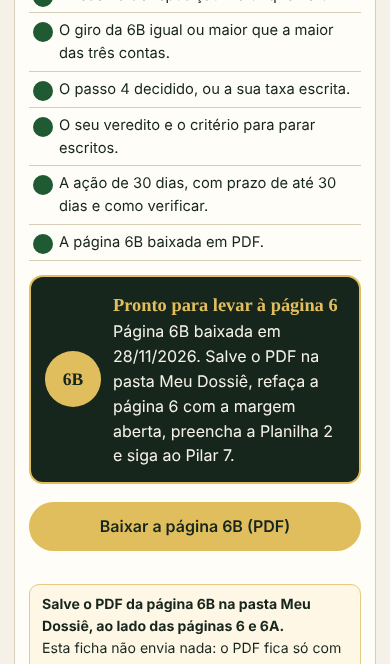 O giro da 6B igual ou maior que a maior
das três contas.
O passo 4 decidido, ou a sua taxa escrita.
O seu veredito e o critério para parar
escritos.
A ação de 30 dias, com prazo de até 30
dias e como verificar.
A página 6B baixada em PDF.
6B
Pronto para levar à página 6
Página 6B baixada em
28/11/2026. Salve o PDF na
pasta Meu Dossiê, refaça a
página 6 com a margem
aberta, preencha a Planilha 2
e siga ao Pilar 7.
Baixar a página 6B (PDF)
Salve o PDF da página 6B na pasta Meu
Dossiê, ao lado das páginas 6 e 6A.
Esta ficha não envia nada: o PDF fica só com